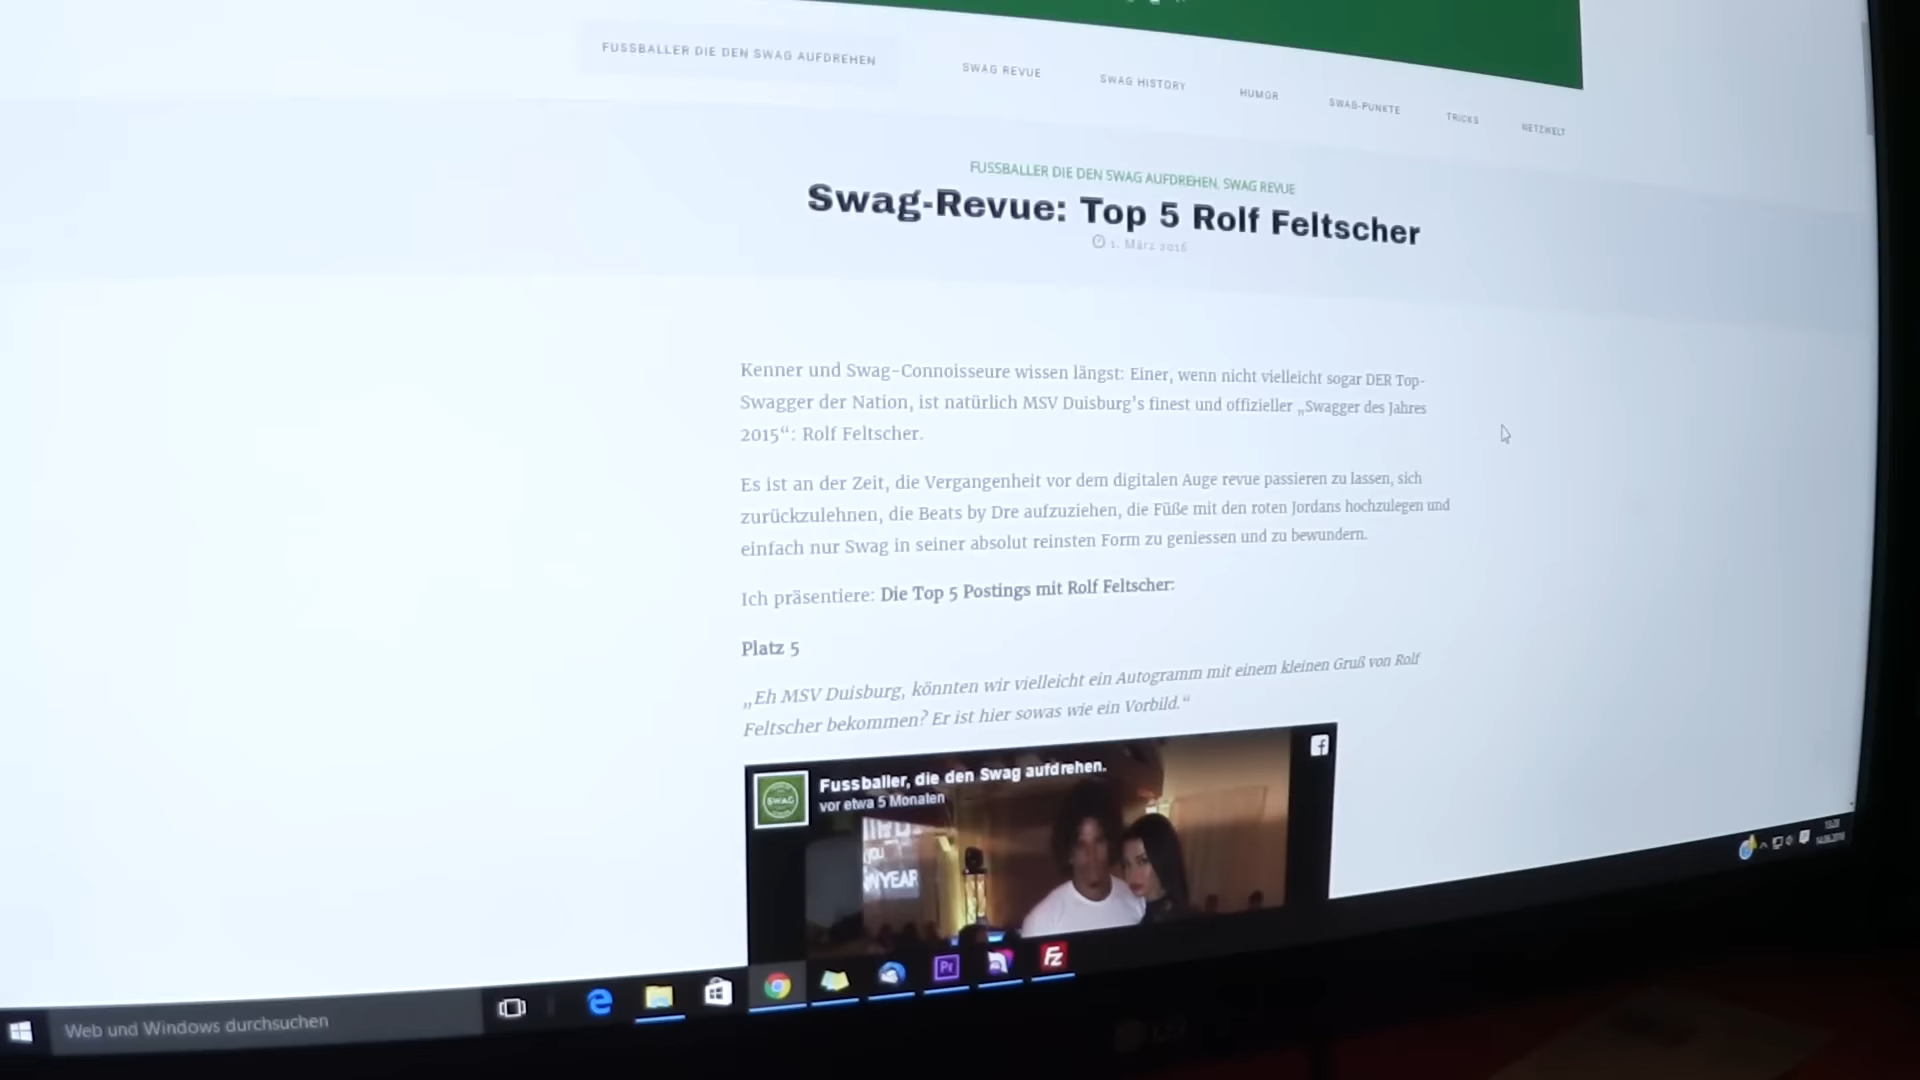 FUSSBALLER DIE DEN SWAG AUFDREHEN
SWAG REVUE
SWAG HISTORY
HUMOR
SWAG-PUNKTE
TRICKS
NETZWELT
FUSSBALLER DIE DEN SWAG AUFDREHEN, SWAG REVUE
Swag-Revue: Top 5 Rolf Feltscher
1. März 2016
Kenner und Swag-Connoisseure wissen längst: Einer, wenn nicht vielleicht sogar DER Top-
Swagger der Nation, ist natürlich MSV Duisburg's finest und offizieller „Swagger des Jahres
2015“: Rolf Feltscher.
Es ist an der Zeit, die Vergangenheit vor dem digitalen Auge revue passieren zu lassen, sich
zurückzulehnen, die Beats by Dre aufzuziehen, die Füße mit den roten Jordans hochzulegen und
einfach nur Swag in seiner absolut reinsten Form zu geniessen und zu bewundern.
Ich präsentiere: Die Top 5 Postings mit Rolf Feltscher:
Platz 5
„Eh MSV Duisburg, könnten wir vielleicht ein Autogramm mit einem kleinen Gruß von Rolf
Feltscher bekommen? Er ist hier sowas wie ein Vorbild.“
SWAG
Fussballer, die den Swag aufdrehen.
vor etwa 5 Monaten
f
you
Pr
Fz
Web und Windows durchsuchen
LG